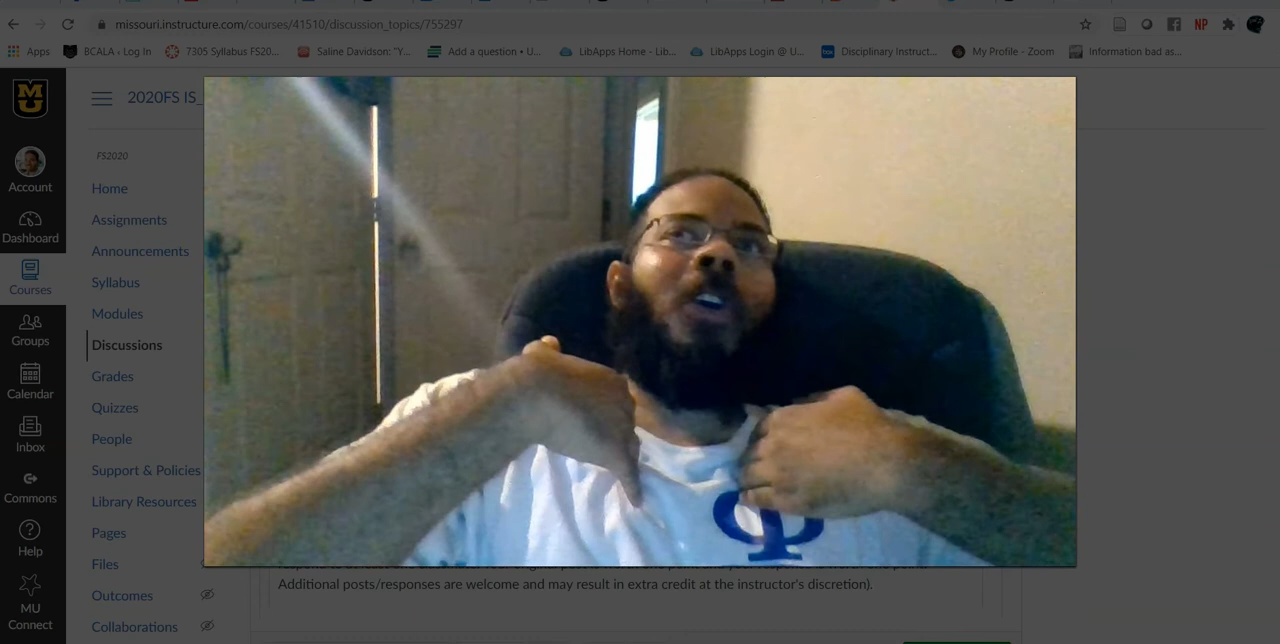 missouri.instructure.com/courses/41510/discussion_topics/755297
NP
Apps
BCALA ‹ Log In
7305 Syllabus FS20...
Saline Davidson: "Y...
Add a question • U...
LibApps Home - Lib...
LibApps Login @ U...
box
Disciplinary Instruct...
My Profile - Zoom
Information bad as...
MU
2020FS IS_
FS2020
Account
Dashboard
Courses
Groups
Calendar
Inbox
Commons
Help
MU
Connect
Home
Assignments
Announcements
Syllabus
Modules
Discussions
Grades
Quizzes
People
Support & Policies
Library Resources
Pages
Files
Outcomes
Collaborations
Φ
Additional posts/responses are welcome and may result in extra credit at the instructor's discretion).